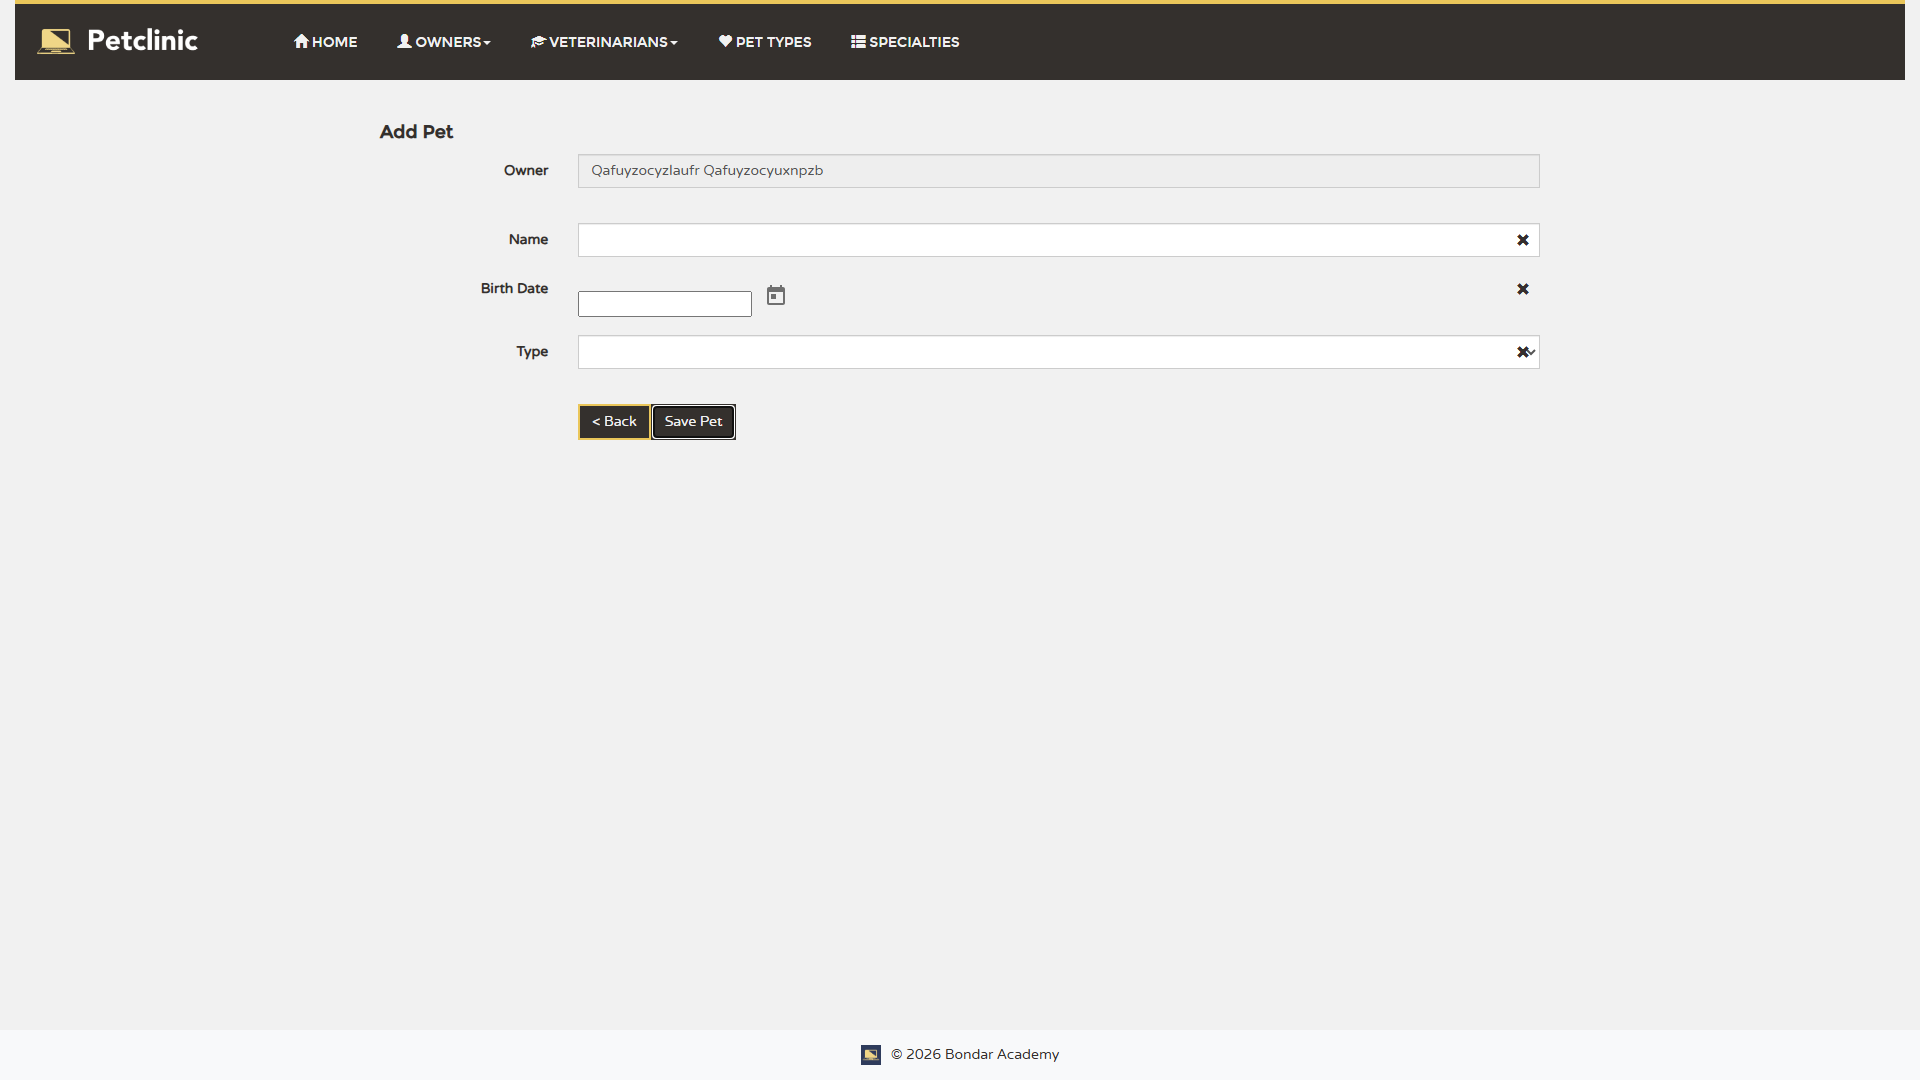 Petclinic
HOME
OWNERS
VETERINARIANS
PET TYPES
SPECIALTIES
Add Pet
Owner
Qafuyzocyzlaufr Qafuyzocyuxnpzb
Name
Birth Date
Type
< Back
Save Pet
© 2026 Bondar Academy